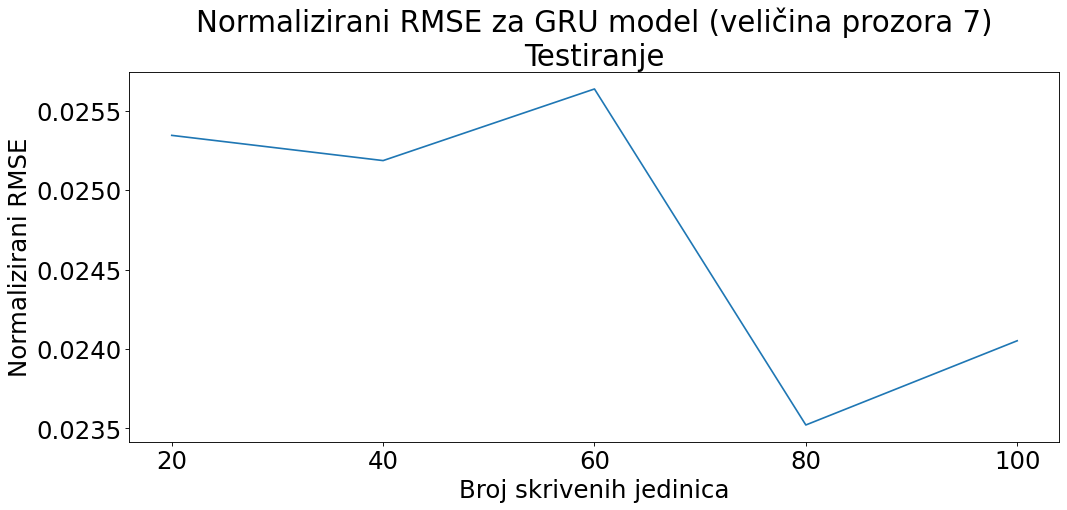 Normalizirani RMSE za GRU model (veličina prozora 7)
Testiranje
Normalizirani RMSE
0.0255
0.0250
0.0245
0.0240
0.0235
20 40 60 80 100
Broj skrivenih jedinica